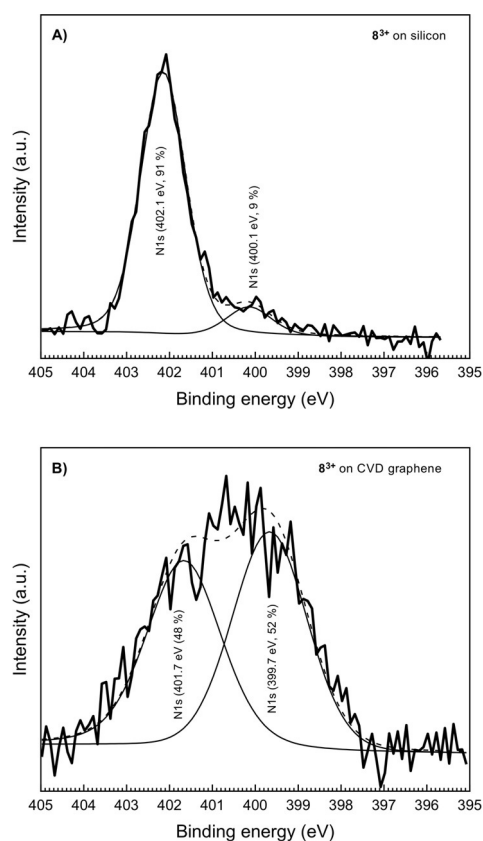 A)
8³⁺ on silicon
Intensity (a.u.)
N1s (402.1 eV, 91 %)
N1s (400.1 eV, 9 %)
405 404 403 402 401 400 399 398 397 396 395
Binding energy (eV)
B)
8³⁺ on CVD graphene
Intensity (a.u.)
N1s (401.7 eV (48 %)
N1s (399.7 eV, 52 %)
405 404 403 402 401 400 399 398 397 396 395
Binding energy (eV)